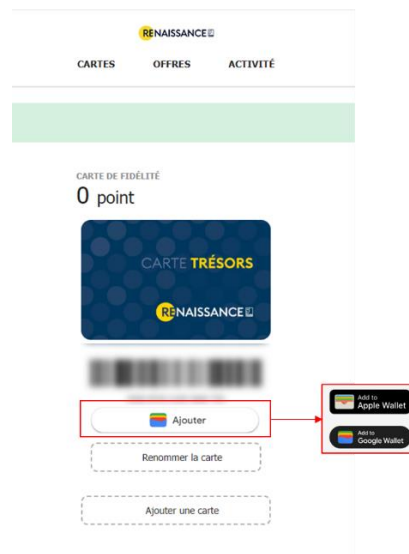 RENAISSANCE
CARTES OFFRES ACTIVITÉ
CARTE DE FIDÉLITÉ
0 point
CARTE TRÉSORS
RENAISSANCE
Ajouter
Add to
Apple Wallet
Add to
Google Wallet
Renommer la carte
Ajouter une carte